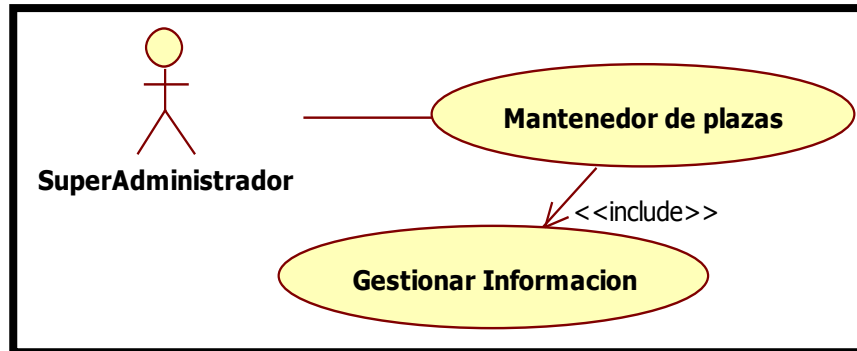 Mantenedor de plazas
SuperAdministrador
<<include>>
Gestionar Informacion